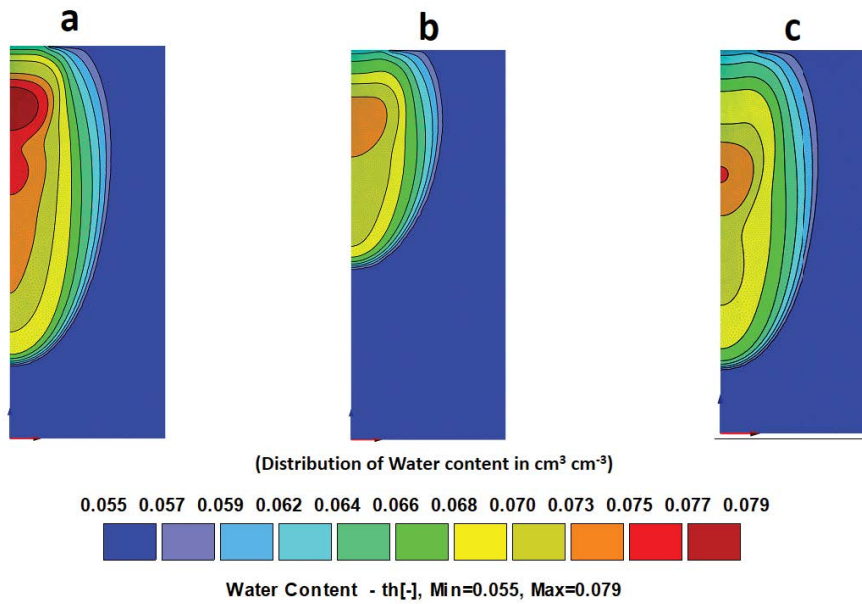 a b c
(Distribution of Water content in cm³ cm⁻³)
0.055 0.057 0.059 0.062 0.064 0.066 0.068 0.070 0.073 0.075 0.077 0.079
Water Content - th[-], Min=0.055, Max=0.079